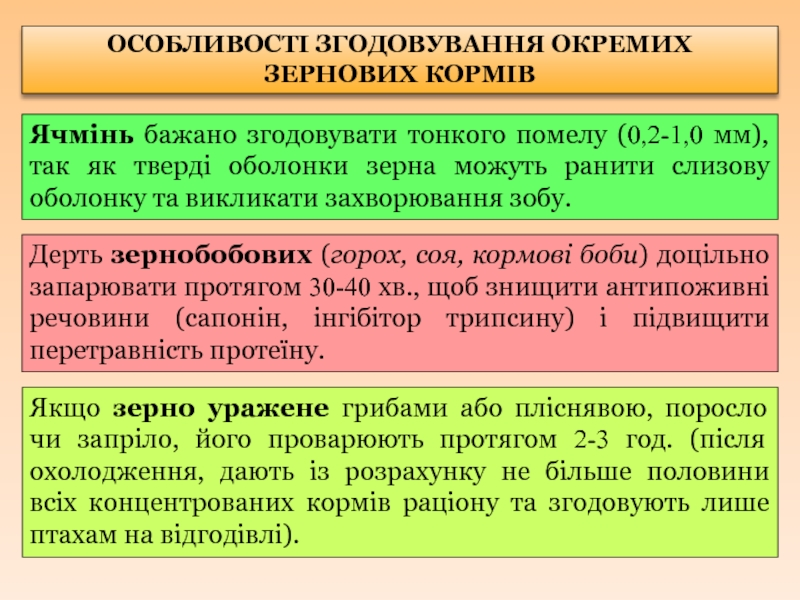 ОСОБЛИВОСТІ ЗГОДОВУВАННЯ ОКРЕМИХ
ЗЕРНОВИХ КОРМІВ
Ячмінь бажано згодовувати тонкого помелу (0,2-1,0 мм),
так як тверді оболонки зерна можуть ранити слизову
оболонку та викликати захворювання зобу.
Дерть зернобобових (горох, соя, кормові боби) доцільно
запарювати протягом 30-40 хв., щоб знищити антипоживні
речовини (сапонін, інгібітор трипсину) і підвищити
перетравність протеїну.
Якщо зерно уражене грибами або пліснявою, поросло
чи запріло, його проварюють протягом 2-3 год. (після
охолодження, дають із розрахунку не більше половини
всіх концентрованих кормів раціону та згодовують лише
птахам на відгодівлі).